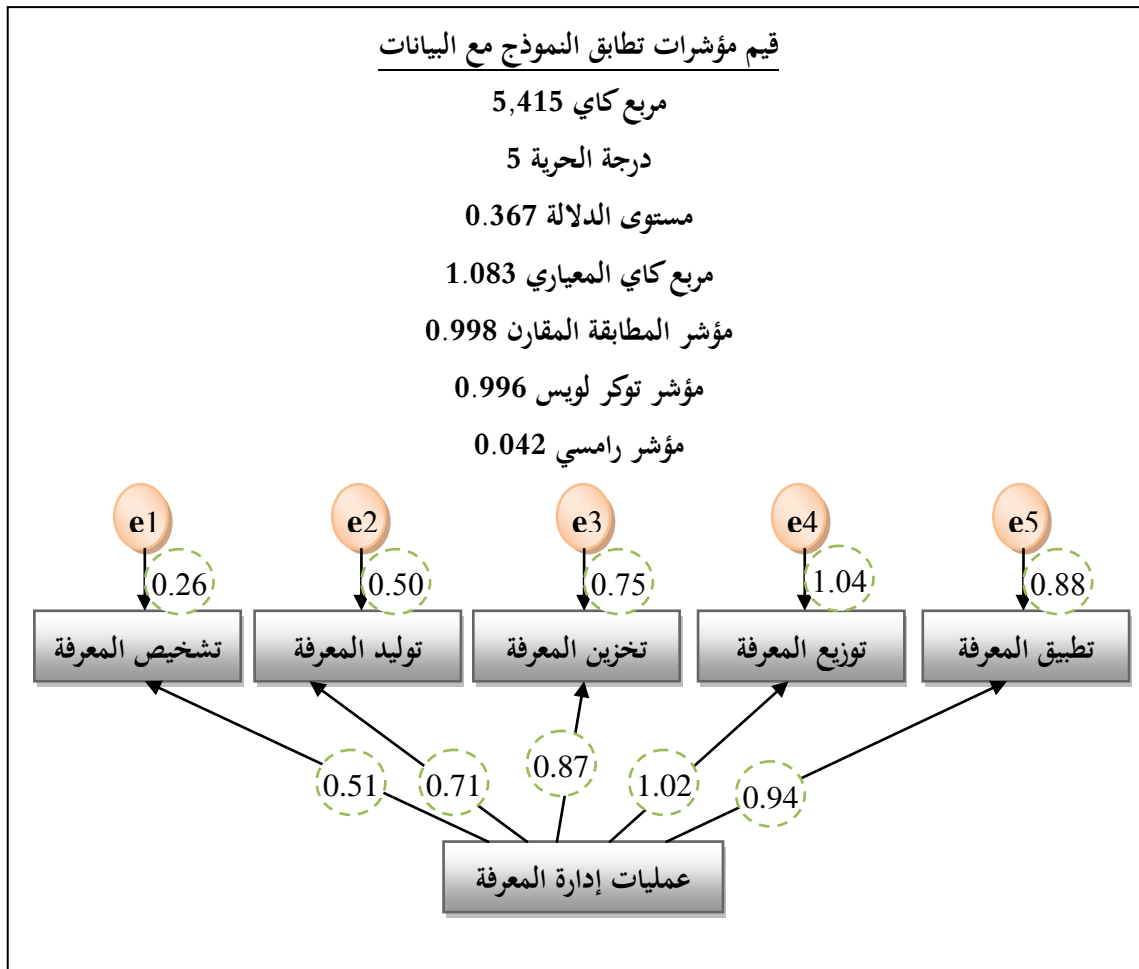 قيم مؤشرات تطابق النموذج مع البيانات
مربع كاي 5,415
درجة الحرية 5
مستوى الدلالة 0.367
مربع كاي المعياري 1.083
مؤشر المطابقة المقارن 0.998
مؤشر توكر لويس 0.996
مؤشر رامسي 0.042
e1 e2 e3 e4 e5
0.26 0.50 0.75 1.04 0.88
تشخيص المعرفة
توليد المعرفة
تخزين المعرفة
توزيع المعرفة
تطبيق المعرفة
0.51 0.71 0.87 1.02 0.94
عمليات إدارة المعرفة